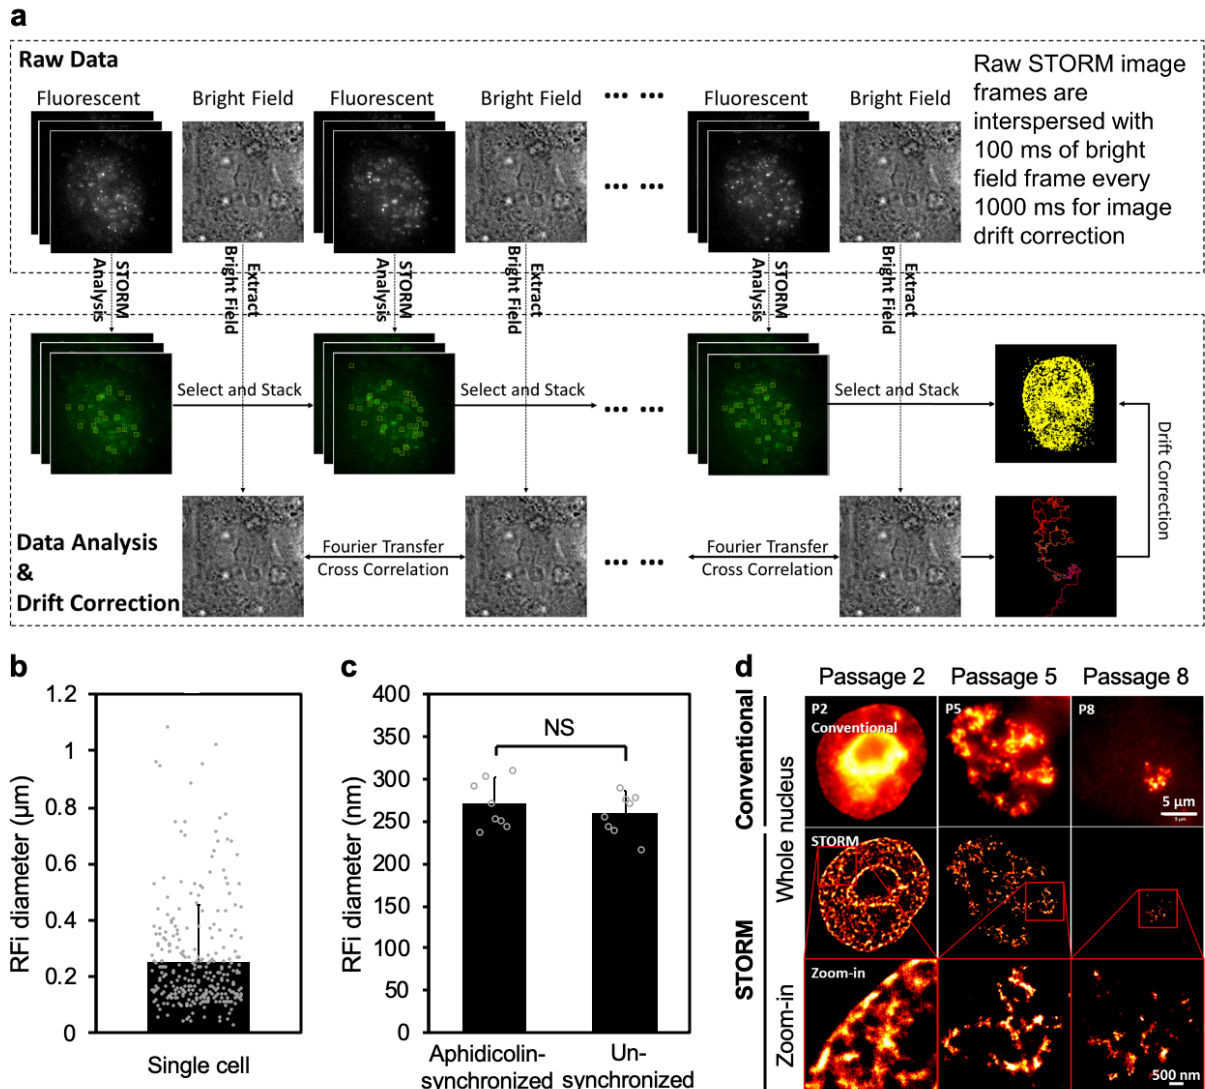 a
Raw Data
Fluorescent
Bright Field
Fluorescent
Bright Field
... ...
Fluorescent
Bright Field
... ...
Raw STORM image
frames are
interspersed with
100 ms of bright
field frame every
1000 ms for image
drift correction
STORM
Analysis
Extract
Bright Field
STORM
Analysis
Extract
Bright Field
STORM
Analysis
Extract
Bright Field
Select and Stack
Select and Stack
... ...
Select and Stack
Drift Correction
Data Analysis
&
Drift Correction
Fourier Transfer
Cross Correlation
... ...
Fourier Transfer
Cross Correlation
b
RFi diameter (µm)
1.2
1
0.8
0.6
0.4
0.2
0
Single cell
c
RFi diameter (nm)
400
350
300
250
200
150
100
50
0
NS
Aphidicolin-
synchronized
Un-
synchronized
d
Passage 2
Passage 5
Passage 8
Conventional
STORM
Whole nucleus
Zoom-in
P2
Conventional
P5
P8
5 µm
5 µm
STORM
Zoom-in
500 nm